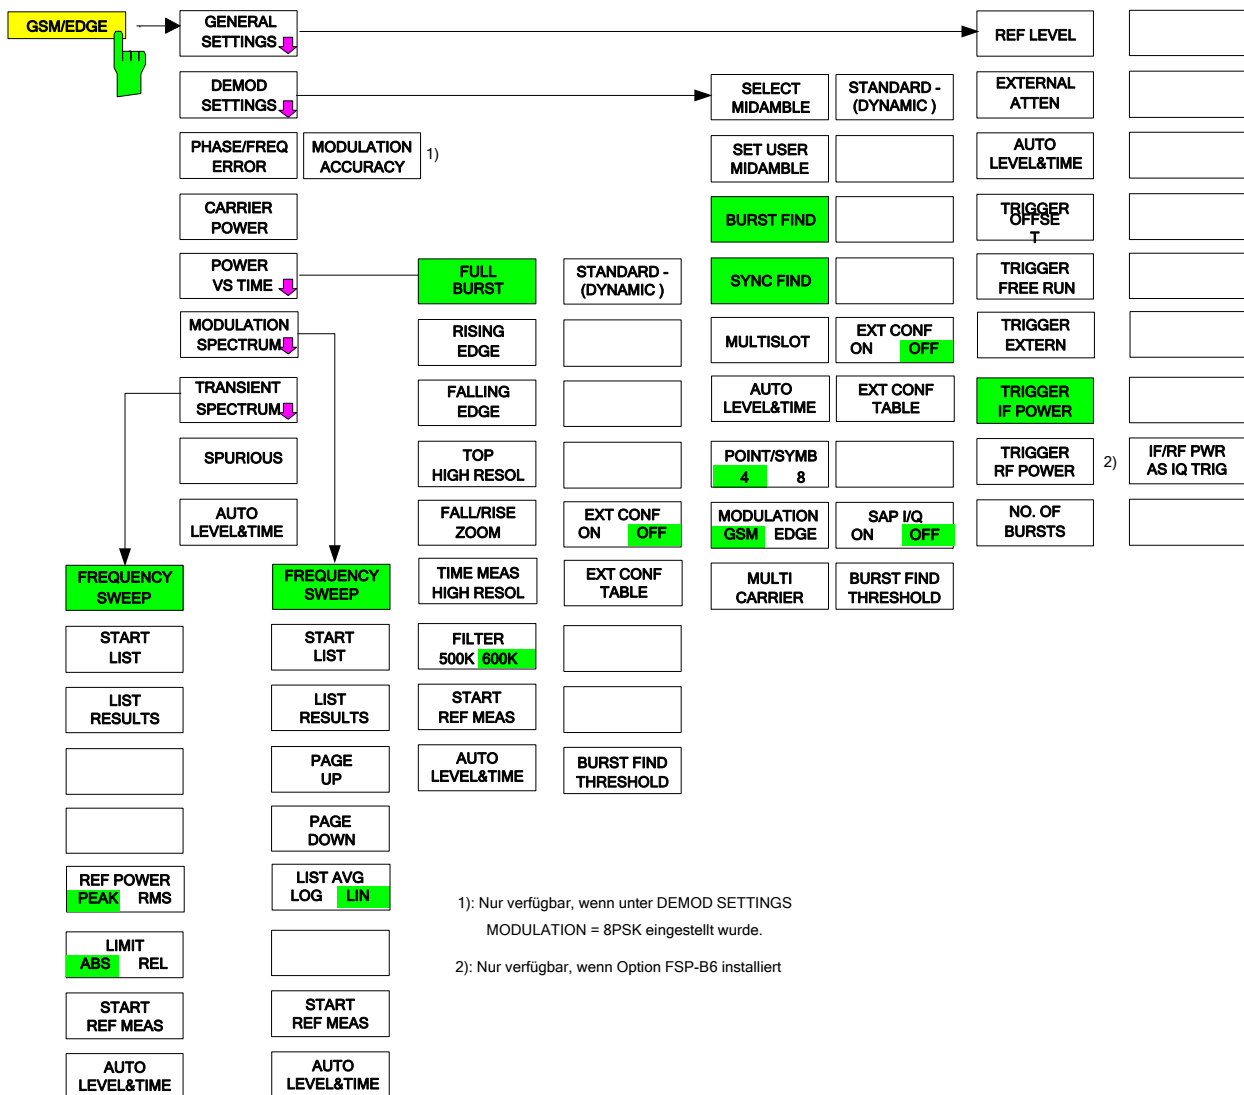 GSM/EDGE
GENERAL
SETTINGS
DEMOD
SETTINGS
PHASE/FREQ
ERROR
MODULATION
ACCURACY
1)
CARRIER
POWER
POWER
VS TIME
MODULATION
SPECTRUM
TRANSIENT
SPECTRUM
SPURIOUS
AUTO
LEVEL&TIME
FREQUENCY
SWEEP
START
LIST
LIST
RESULTS
REF POWER
PEAK RMS
LIMIT
ABS REL
START
REF MEAS
AUTO
LEVEL&TIME
FREQUENCY
SWEEP
START
LIST
LIST
RESULTS
PAGE
UP
PAGE
DOWN
LIST AVG
LOG LIN
START
REF MEAS
AUTO
LEVEL&TIME
FULL
BURST
RISING
EDGE
FALLING
EDGE
TOP
HIGH RESOL
FALL/RISE
ZOOM
TIME MEAS
HIGH RESOL
FILTER
500K 600K
START
REF MEAS
AUTO
LEVEL&TIME
STANDARD -
(DYNAMIC )
EXT CONF
ON OFF
EXT CONF
TABLE
BURST FIND
THRESHOLD
SELECT
MIDAMBLE
SET USER
MIDAMBLE
BURST FIND
SYNC FIND
MULTISLOT
AUTO
LEVEL&TIME
POINT/SYMB
4 8
MODULATION
GSM EDGE
MULTI
CARRIER
STANDARD -
(DYNAMIC )
EXT CONF
ON OFF
EXT CONF
TABLE
SAP I/Q
ON OFF
BURST FIND
THRESHOLD
REF LEVEL
EXTERNAL
ATTEN
AUTO
LEVEL&TIME
TRIGGER
OFFSE
T
TRIGGER
FREE RUN
TRIGGER
EXTERN
TRIGGER
IF POWER
TRIGGER
RF POWER
2)
IF/RF PWR
AS IQ TRIG
NO. OF
BURSTS
1): Nur verfügbar, wenn unter DEMOD SETTINGS
MODULATION = 8PSK eingestellt wurde.
2): Nur verfügbar, wenn Option FSP-B6 installiert